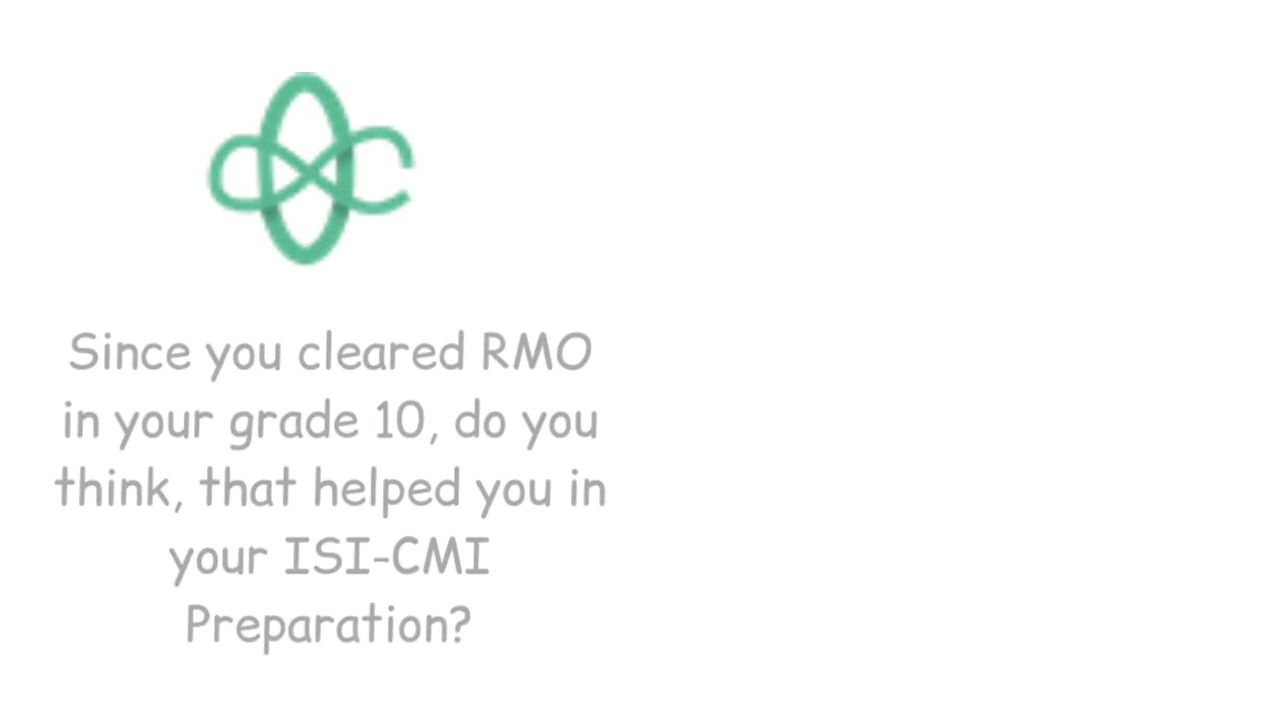 Since you cleared RMO
in your grade 10, do you
think, that helped you in
your ISI-CMI
Preparation?